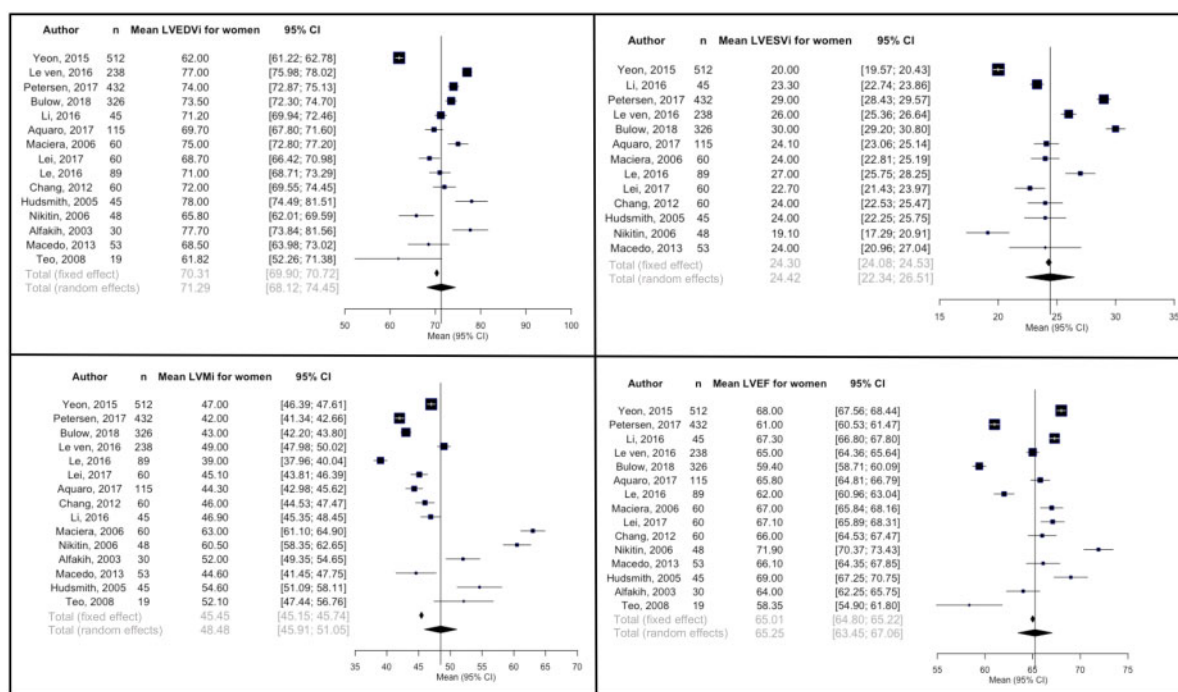 Author n Mean LVEDVi for women 95% CI
Yeon, 2015 512 62.00 [61.22; 62.78]
Le ven, 2016 238 77.00 [75.98; 78.02]
Petersen, 2017 432 74.00 [72.87; 75.13]
Bulow, 2018 326 73.50 [72.30; 74.70]
Li, 2016 45 71.20 [69.94; 72.46]
Aquaro, 2017 115 69.70 [67.80; 71.60]
Maciera, 2006 60 75.00 [72.80; 77.20]
Lei, 2017 60 68.70 [66.42; 70.98]
Le, 2016 89 71.00 [68.71; 73.29]
Chang, 2012 60 72.00 [69.55; 74.45]
Hudsmith, 2005 45 78.00 [74.49; 81.51]
Nikitin, 2006 48 65.80 [62.01; 69.59]
Alfakih, 2003 30 77.70 [73.84; 81.56]
Macedo, 2013 53 68.50 [63.98; 73.02]
Teo, 2008 19 61.82 [52.26; 71.38]
Total (fixed effect) 70.31 [69.90; 70.72]
Total (random effects) 71.29 [68.12; 74.45]
50 60 70 80 90 100
Mean (95% CI)
Author n Mean LVESVi for women 95% CI
Yeon, 2015 512 20.00 [19.57; 20.43]
Li, 2016 45 23.30 [22.74; 23.86]
Petersen, 2017 432 29.00 [28.43; 29.57]
Le ven, 2016 238 26.00 [25.36; 26.64]
Bulow, 2018 326 30.00 [29.20; 30.80]
Aquaro, 2017 115 24.10 [23.06; 25.14]
Maciera, 2006 60 24.00 [22.81; 25.19]
Le, 2016 89 27.00 [25.75; 28.25]
Lei, 2017 60 22.70 [21.43; 23.97]
Chang, 2012 60 24.00 [22.53; 25.47]
Hudsmith, 2005 45 24.00 [22.25; 25.75]
Nikitin, 2006 48 19.10 [17.29; 20.91]
Macedo, 2013 53 24.00 [20.96; 27.04]
Total (fixed effect) 24.30 [24.08; 24.53]
Total (random effects) 24.42 [22.34; 26.51]
15 20 25 30 35
Mean (95% CI)
Author n Mean LVMi for women 95% CI
Yeon, 2015 512 47.00 [46.39; 47.61]
Petersen, 2017 432 42.00 [41.34; 42.66]
Bulow, 2018 326 43.00 [42.20; 43.80]
Le ven, 2016 238 49.00 [47.98; 50.02]
Le, 2016 89 39.00 [37.96; 40.04]
Lei, 2017 60 45.10 [43.81; 46.39]
Aquaro, 2017 115 44.30 [42.98; 45.62]
Chang, 2012 60 46.00 [44.53; 47.47]
Li, 2016 45 46.90 [45.35; 48.45]
Maciera, 2006 60 63.00 [61.10; 64.90]
Nikitin, 2006 48 60.50 [58.35; 62.65]
Alfakih, 2003 30 52.00 [49.35; 54.65]
Macedo, 2013 53 44.60 [41.45; 47.75]
Hudsmith, 2005 45 54.60 [51.09; 58.11]
Teo, 2008 19 52.10 [47.44; 56.76]
Total (fixed effect) 45.45 [45.15; 45.74]
Total (random effects) 48.48 [45.91; 51.05]
35 40 45 50 55 60 65 70
Mean (95% CI)
Author n Mean LVEF for women 95% CI
Yeon, 2015 512 68.00 [67.56; 68.44]
Petersen, 2017 432 61.00 [60.53; 61.47]
Li, 2016 45 67.30 [66.80; 67.80]
Le ven, 2016 238 65.00 [64.36; 65.64]
Bulow, 2018 326 59.40 [58.71; 60.09]
Aquaro, 2017 115 65.80 [64.81; 66.79]
Le, 2016 89 62.00 [60.96; 63.04]
Maciera, 2006 60 67.00 [65.84; 68.16]
Lei, 2017 60 67.10 [65.89; 68.31]
Chang, 2012 60 66.00 [64.53; 67.47]
Nikitin, 2006 48 71.90 [70.37; 73.43]
Macedo, 2013 53 66.10 [64.35; 67.85]
Hudsmith, 2005 45 69.00 [67.25; 70.75]
Alfakih, 2003 30 64.00 [62.25; 65.75]
Teo, 2008 19 58.35 [54.90; 61.80]
Total (fixed effect) 65.01 [64.80; 65.22]
Total (random effects) 65.25 [63.45; 67.06]
55 60 65 70 75
Mean (95% CI)